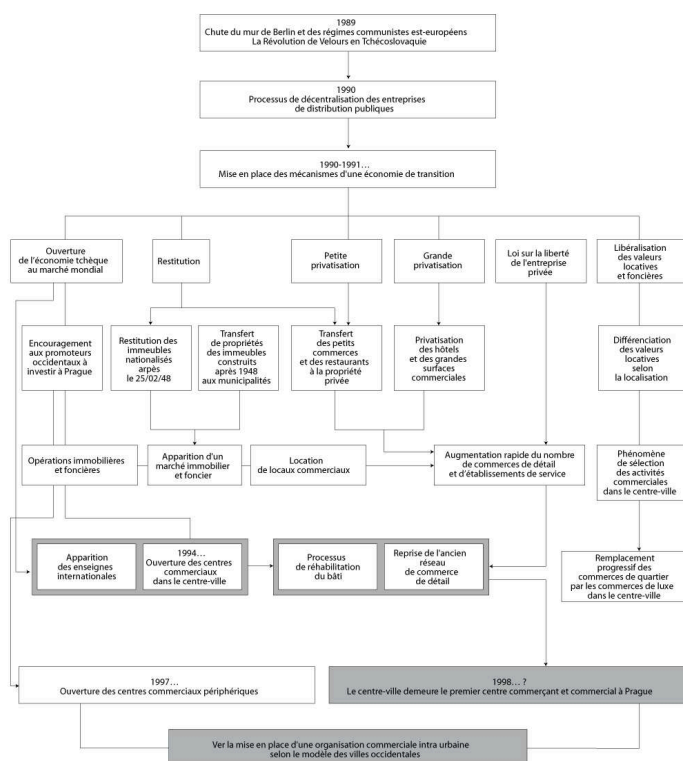 1989
Chute du mur de Berlin et des régimes communistes est-européens
La Révolution de Velours en Tchécoslovaquie
1990
Processus de décentralisation des entreprises
de distribution publiques
1990-1991...
Mise en place des mécanismes d'une économie de transition
Ouverture
de l'économie tchèque
au marché mondial
Restitution
Petite
privatisation
Grande
privatisation
Loi sur la liberté
de l'entreprise
privée
Libéralisation
des valeurs
locatives
et foncières
Encouragement
aux promoteurs
occidentaux à
investir à Prague
Restitution des
immeubles
nationalisés
arpès
le 25/02/48
Transfert
de propriétés
des immeubles
construits
après 1948
aux municipalités
Transfert
des petits
commerces
et des restaurants
à la propriété
privée
Privatisation
des hôtels
et des grandes
surfaces
commerciales
Différenciation
des valeurs
locatives
selon
la localisation
Opérations immobilières
et foncières
Apparition d'un
marché immobilier
et foncier
Location
de locaux commerciaux
Augmentation rapide du nombre
de commerces de détail
et d'établissements de service
Phénomène
de sélection
des activités
commerciales
dans le centre-ville
Apparition
des enseignes
internationales
1994...
Ouverture des centres
commerciaux
dans le centre-ville
Processus
de réhabilitation
du bâti
Reprise de l'ancien
réseau
de commerce
de détail
Remplacement
progressif des
commerces de quartier
par les commerces de luxe
dans le centre-ville
1997...
Ouverture des centres commerciaux périphériques
1998... ?
Le centre-ville demeure le premier centre commerçant et commercial à Prague
Ver la mise en place d'une organisation commerciale intra urbaine
selon le modèle des villes occidentales